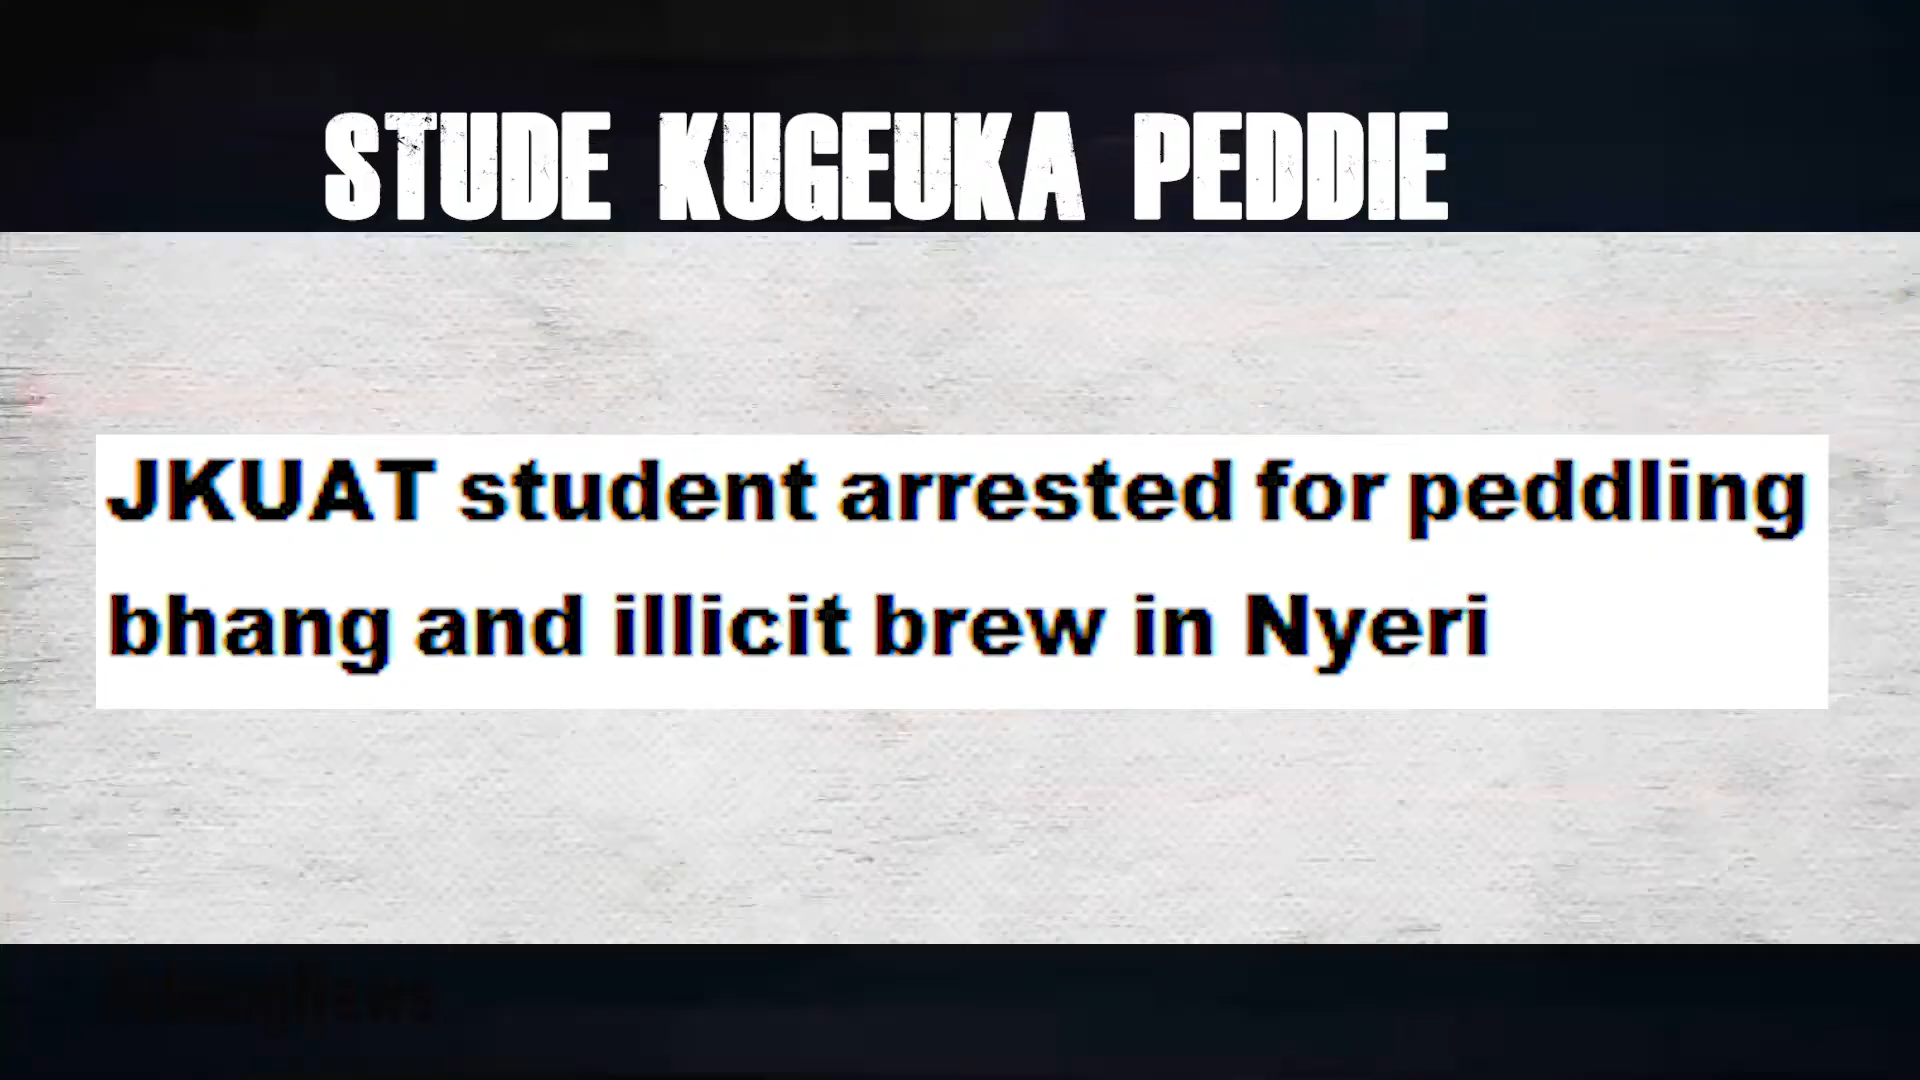 STUDE KUGEUKA PEDDIE
JKUAT student arrested for peddling
bhang and illicit brew in Nyeri